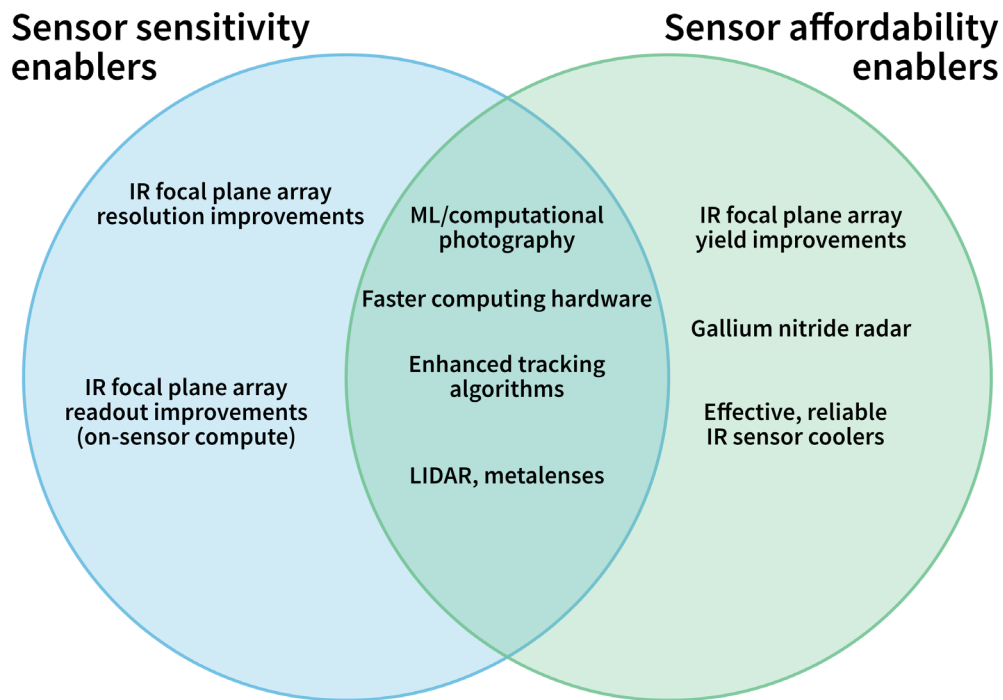 Sensor sensitivity
enablers
Sensor affordability
enablers
IR focal plane array
resolution improvements
IR focal plane array
readout improvements
(on-sensor compute)
ML/computational
photography
Faster computing hardware
Enhanced tracking
algorithms
LIDAR, metalenses
IR focal plane array
yield improvements
Gallium nitride radar
Effective, reliable
IR sensor coolers